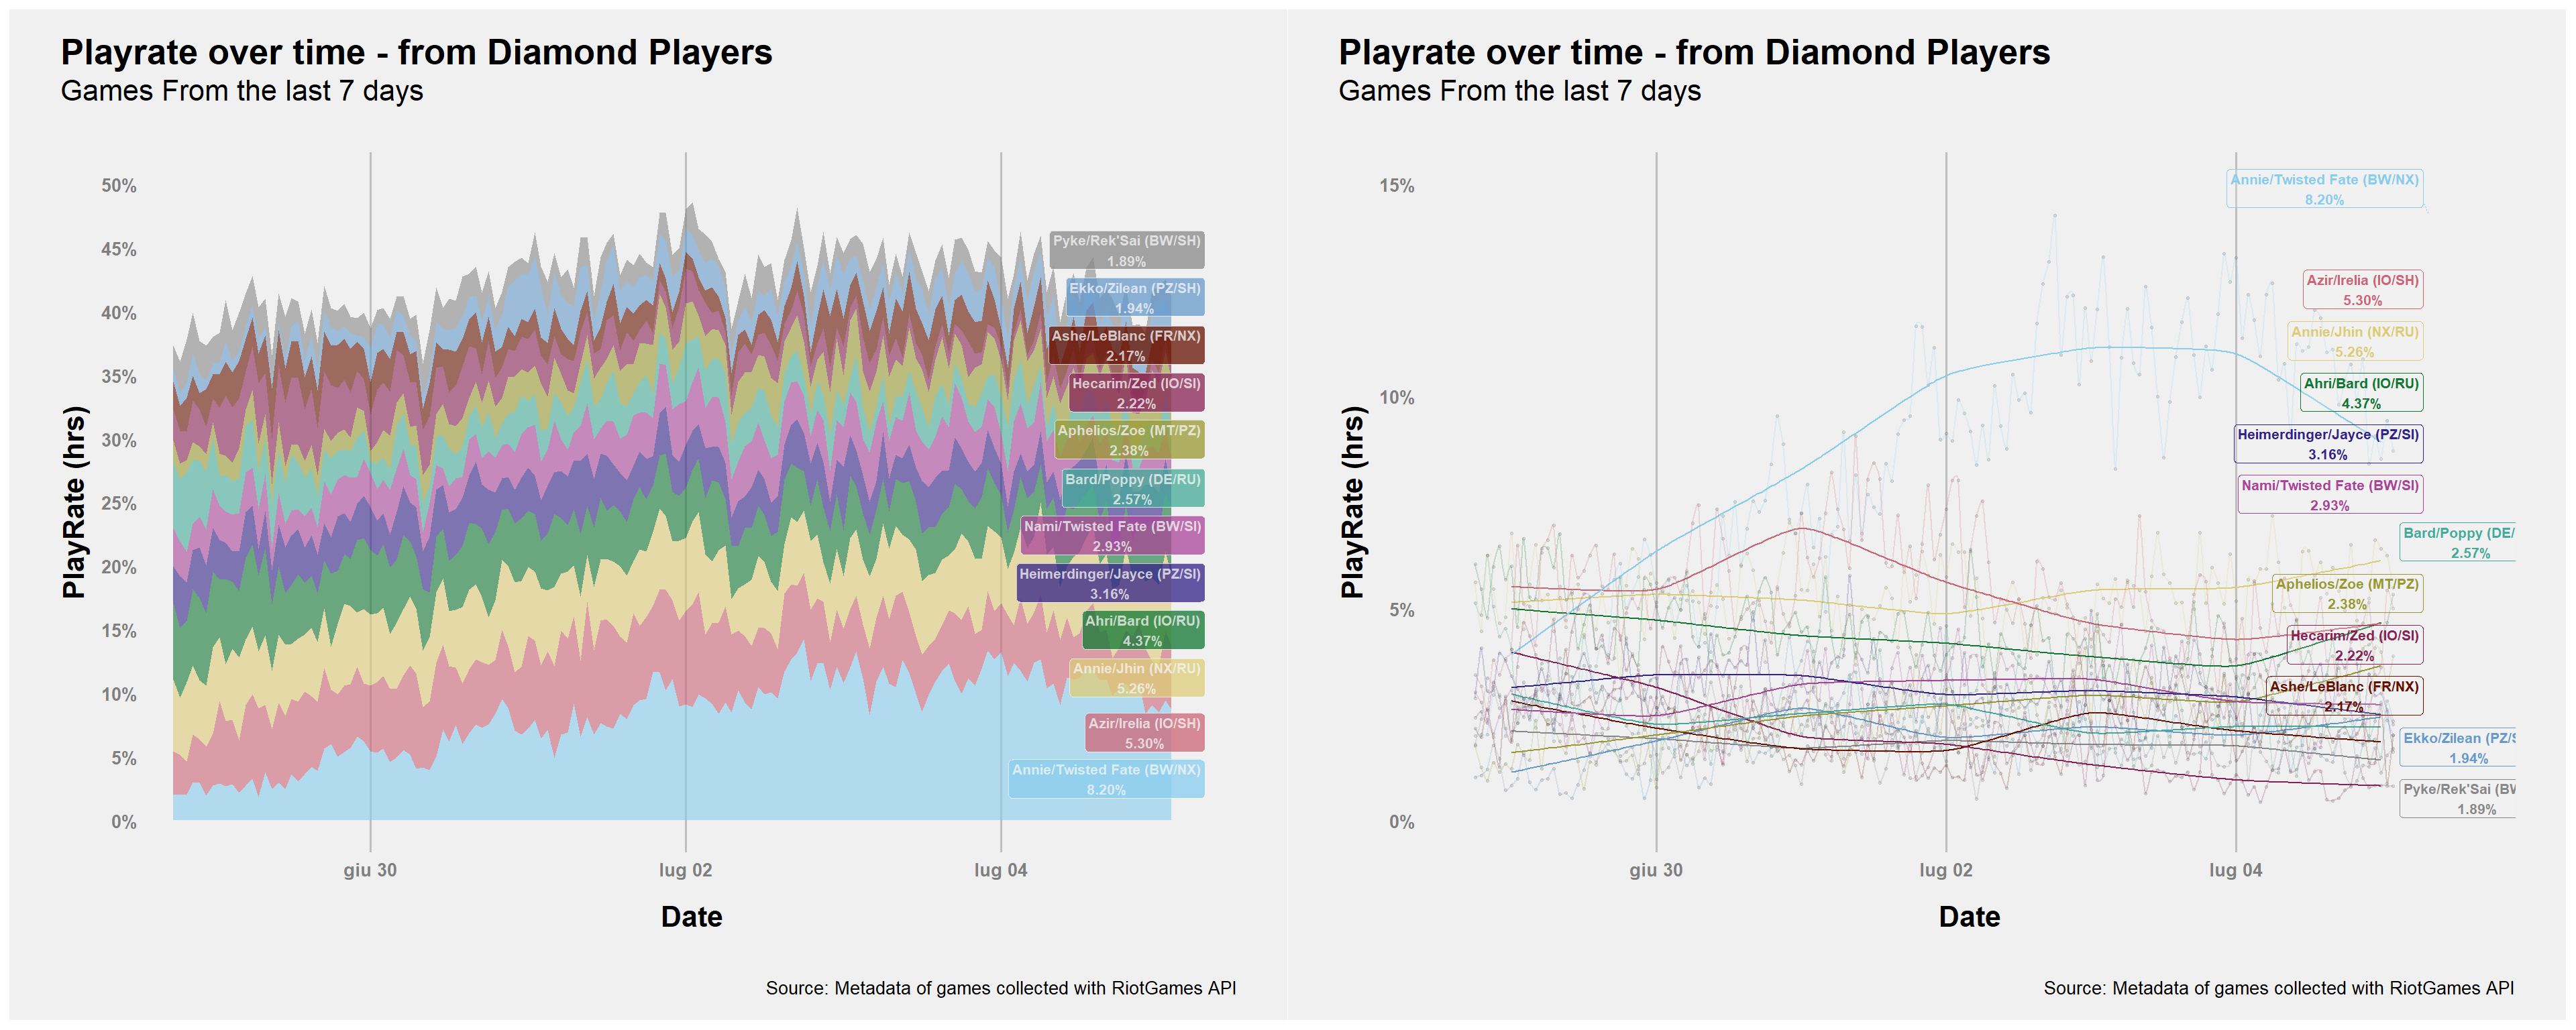 Playrate over time - from Diamond Players
Games From the last 7 days
PlayRate (hrs)
50%
45%
40%
35%
30%
25%
20%
15%
10%
5%
0%
Pyke/Rek'Sai (BW/SH)
1.89%
Ekko/Zilean (PZ/SH)
1.94%
Ashe/LeBlanc (FR/NX)
2.17%
Hecarim/Zed (IO/SI)
2.22%
Aphelios/Zoe (MT/PZ)
2.38%
Bard/Poppy (DE/RU)
2.57%
Nami/Twisted Fate (BW/SI)
2.93%
Heimerdinger/Jayce (PZ/SI)
3.16%
Ahri/Bard (IO/RU)
4.37%
Annie/Jhin (NX/RU)
5.26%
Azir/Irelia (IO/SH)
5.30%
Annie/Twisted Fate (BW/NX)
8.20%
giu 30
lug 02
lug 04
Date
Source: Metadata of games collected with RiotGames API
Playrate over time - from Diamond Players
Games From the last 7 days
PlayRate (hrs)
15%
10%
5%
0%
Annie/Twisted Fate (BW/NX)
8.20%
Azir/Irelia (IO/SH)
5.30%
Annie/Jhin (NX/RU)
5.26%
Ahri/Bard (IO/RU)
4.37%
Heimerdinger/Jayce (PZ/SI)
3.16%
Nami/Twisted Fate (BW/SI)
2.93%
Bard/Poppy (DE/
2.57%
Aphelios/Zoe (MT/PZ)
2.38%
Hecarim/Zed (IO/SI)
2.22%
Ashe/LeBlanc (FR/NX)
2.17%
Ekko/Zilean (PZ/S
1.94%
Pyke/Rek'Sai (BW
1.89%
giu 30
lug 02
lug 04
Date
Source: Metadata of games collected with RiotGames API